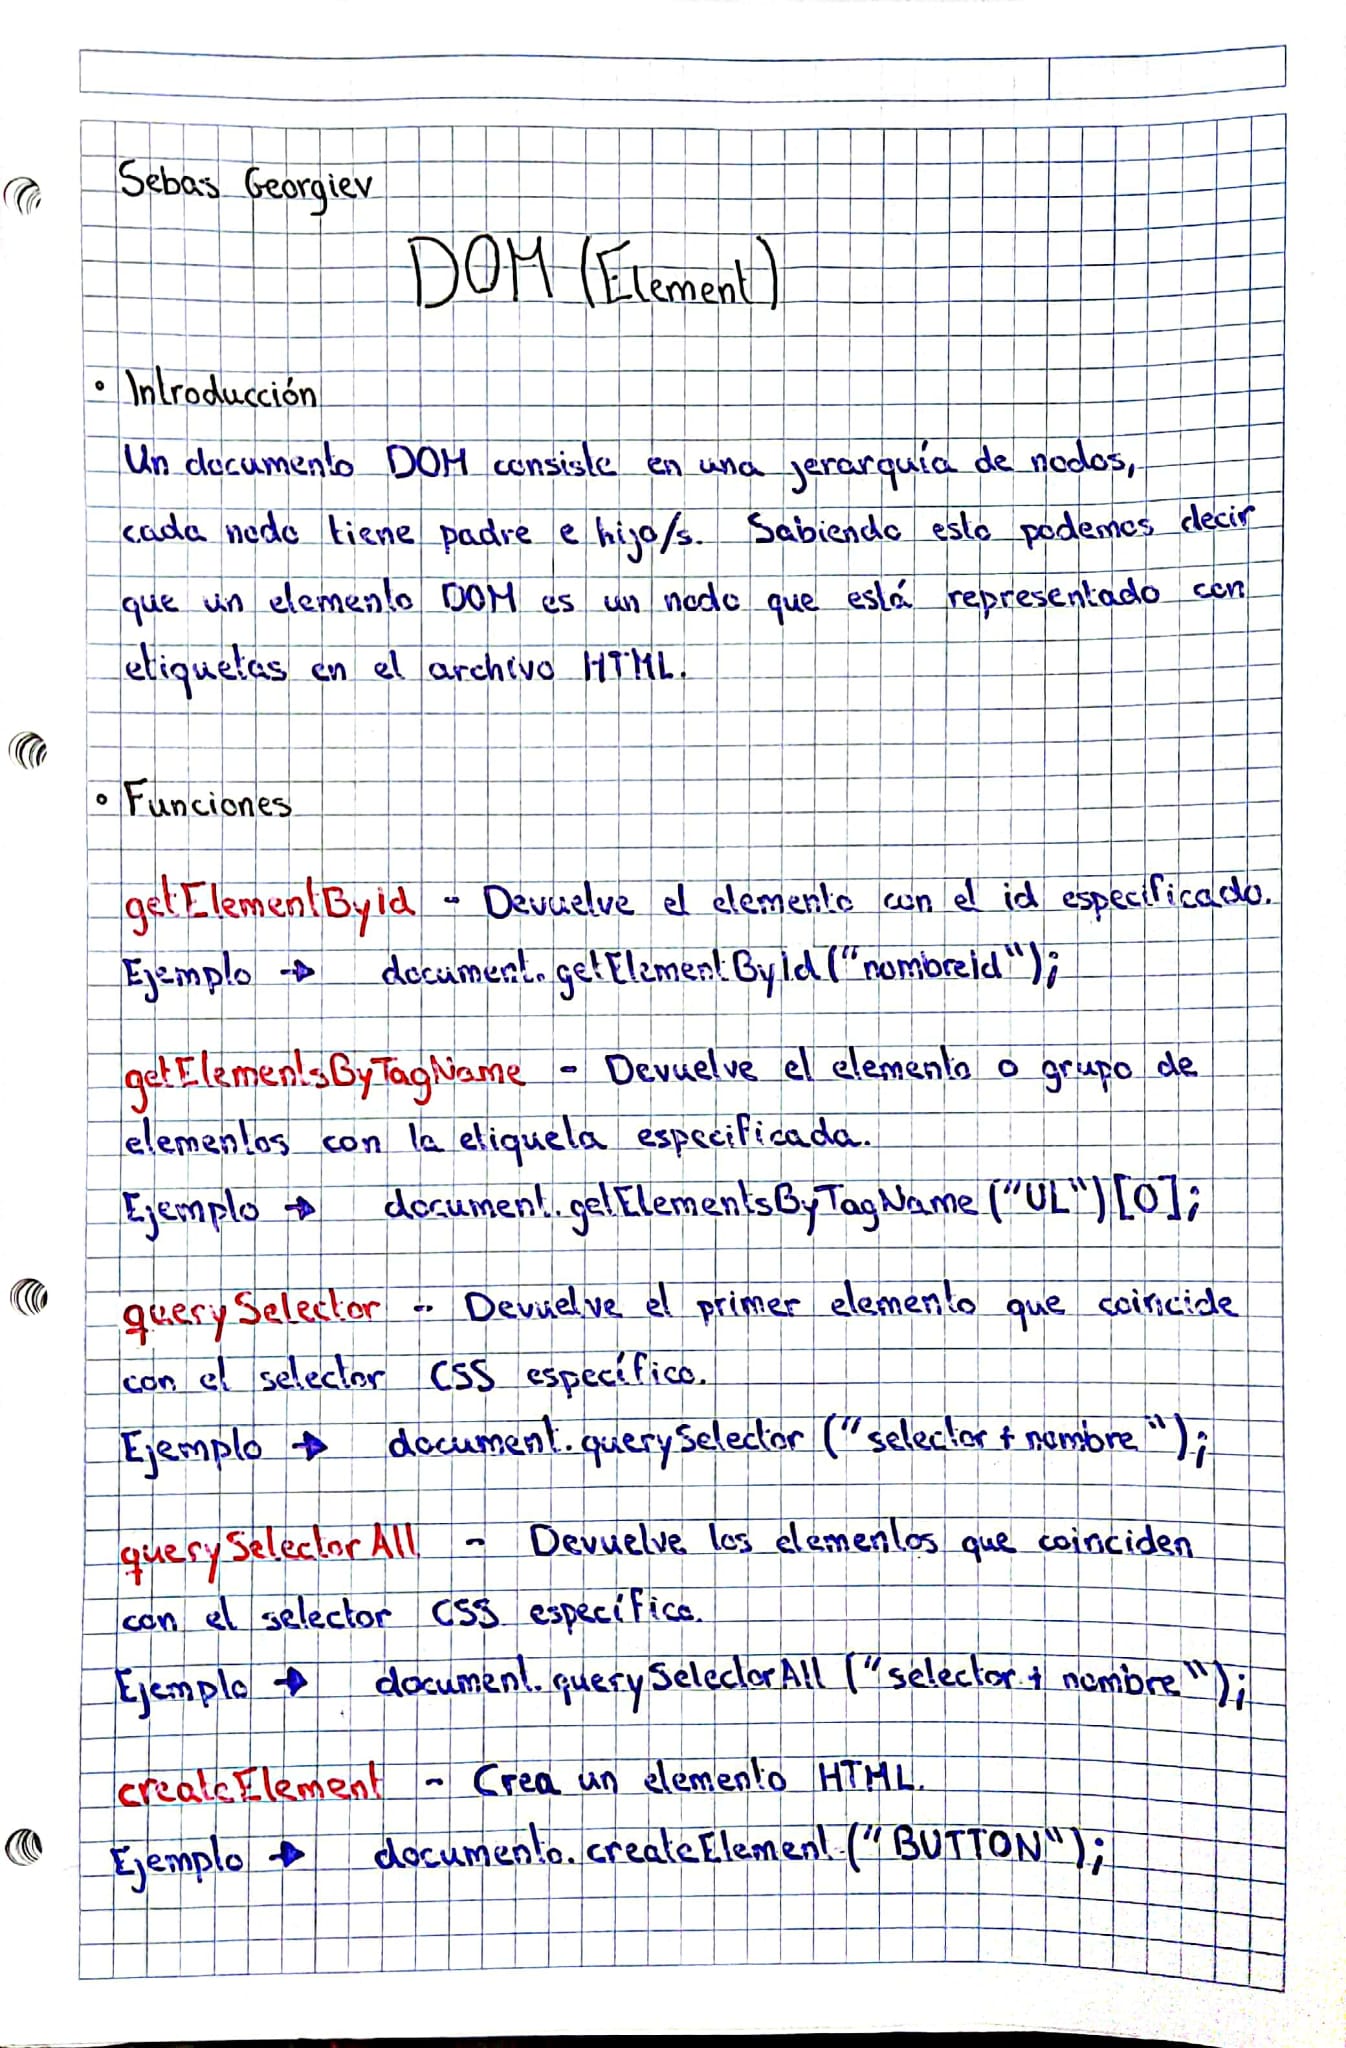 Sebas Georgiev
DOM (Element)
• Introducción
Un documento DOM consiste en una jerarquía de nodos,
cada nodo tiene padre e hijo/s. Sabiendo esto podemos decir
que un elemento DOM es un nodo que está representado con
etiquetas en el archivo HTML.
• Funciones
getElementById - Devuelve el elemento con el id especificado.
Ejemplo → document.getElementById("nombreid");
getElementsByTagName - Devuelve el elemento o grupo de
elementos con la etiqueta especificada.
Ejemplo → document.getElementsByTagName("UL")[0];
querySelector - Devuelve el primer elemento que coincide
con el selector CSS específico.
Ejemplo → document.querySelector ("selector + nombre");
querySelectorAll - Devuelve los elementos que coinciden
con el selector CSS específico.
Ejemplo → document.querySelectorAll ("selector + nombre");
createElement - Crea un elemento HTML.
Ejemplo → documento.createElement ("BUTTON");